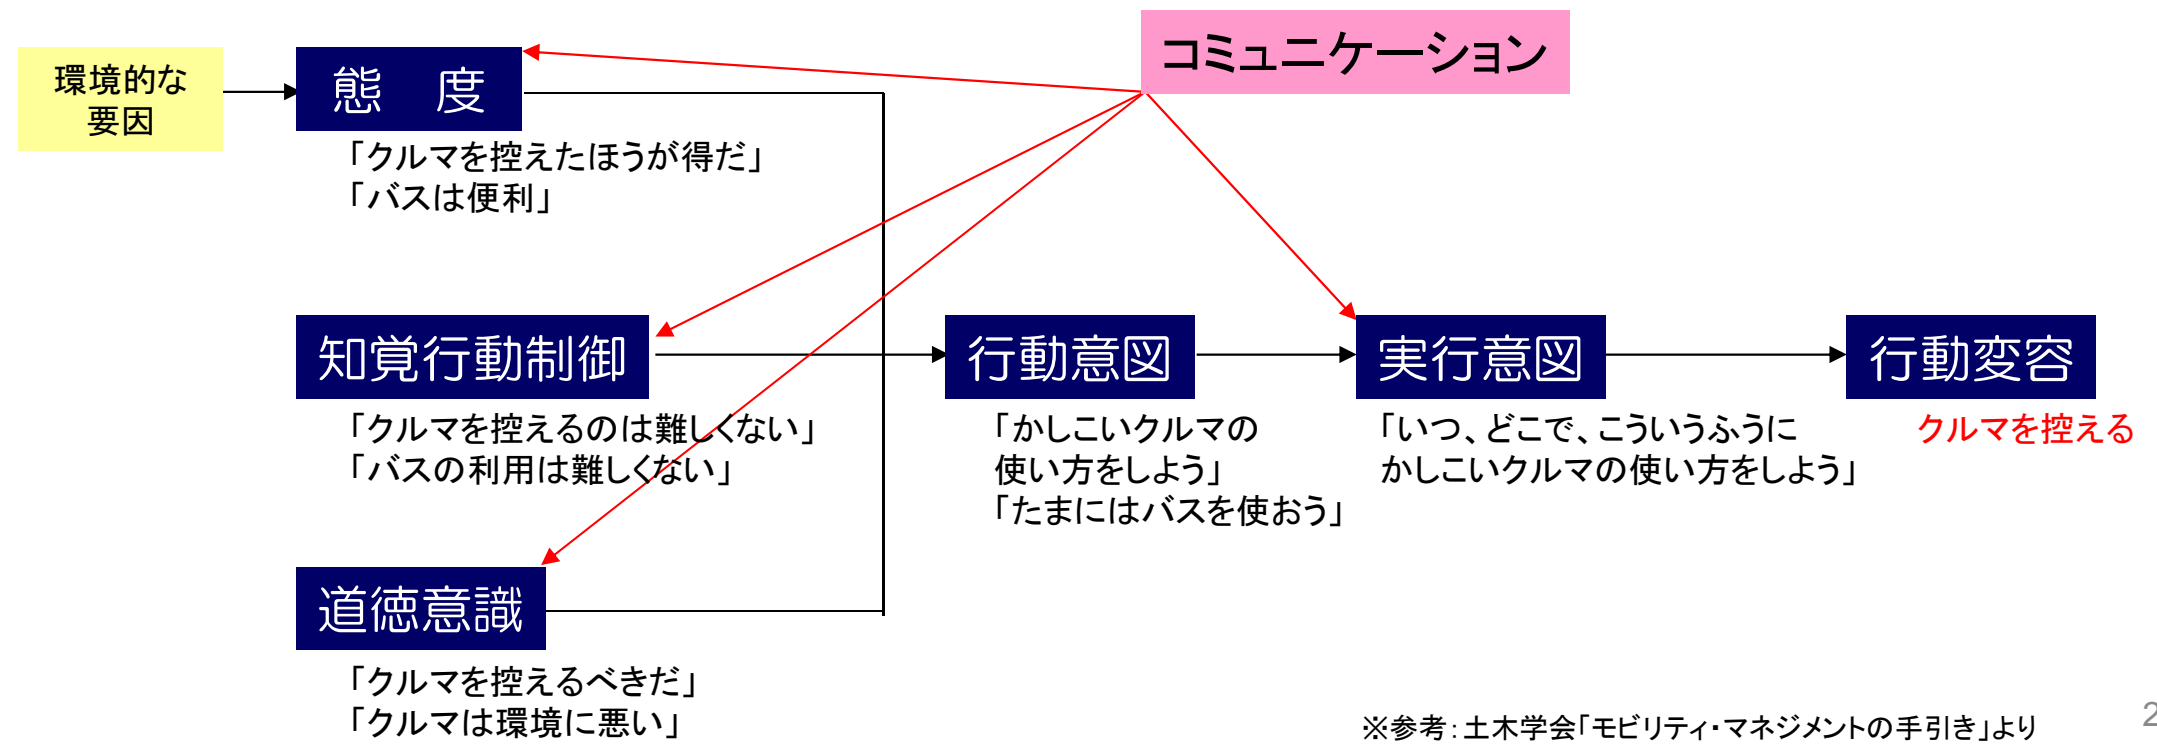 コミュニケーション
環境的な
要因
態 度
「クルマを控えたほうが得だ」
「バスは便利」
知覚行動制御
「クルマを控えるのは難しくない」
「バスの利用は難しくない」
道徳意識
「クルマを控えるべきだ」
「クルマは環境に悪い」
行動意図
「かしこいクルマの
使い方をしよう」
「たまにはバスを使おう」
実行意図
「いつ、どこで、こういうふうに
かしこいクルマの使い方をしよう」
行動変容
クルマを控える
※参考：土木学会「モビリティ・マネジメントの手引き」より
2